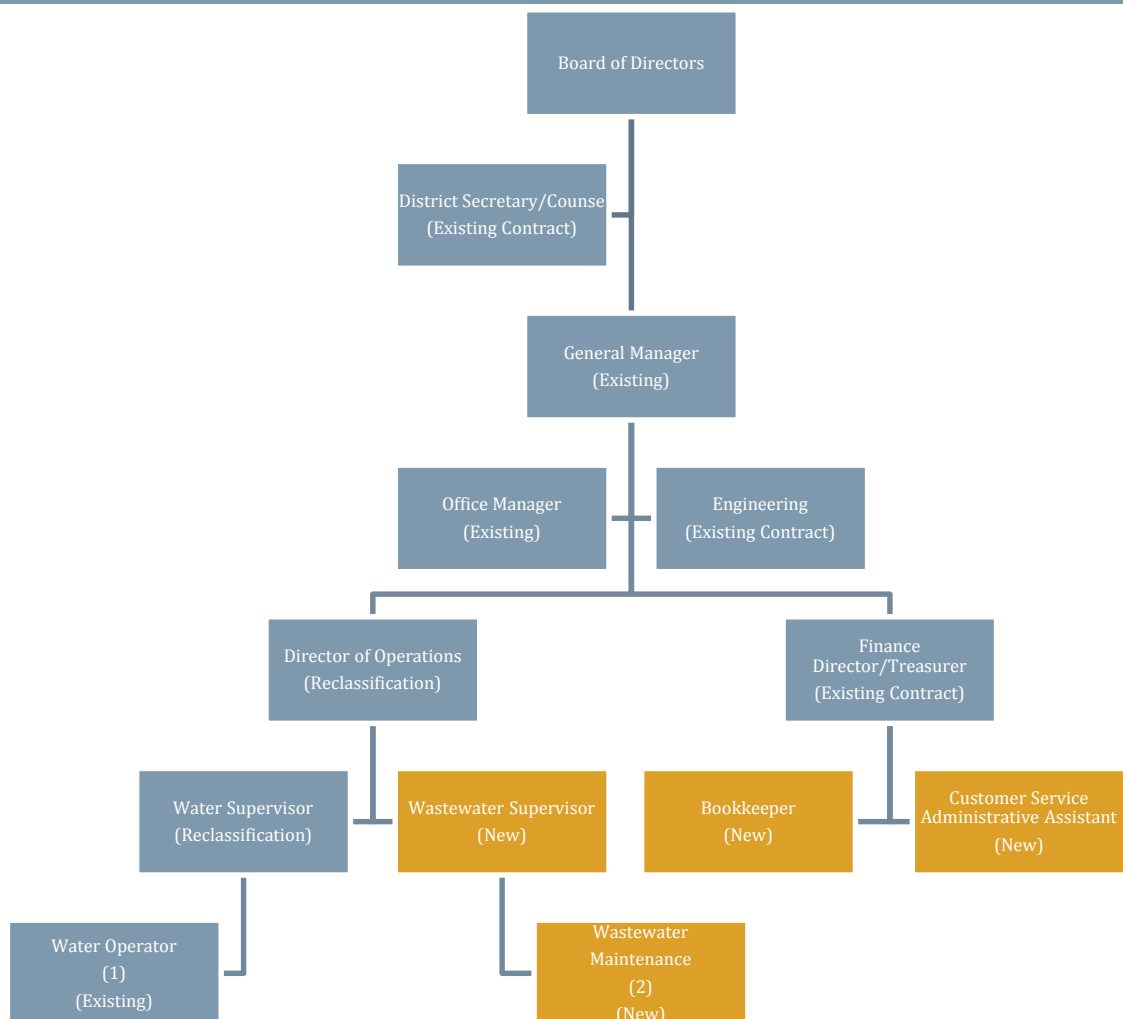 Board of Directors
District Secretary/Counse
(Existing Contract)
General Manager
(Existing)
Office Manager
(Existing)
Engineering
(Existing Contract)
Director of Operations
(Reclassification)
Finance
Director/Treasurer
(Existing Contract)
Water Supervisor
(Reclassification)
Wastewater Supervisor
(New)
Bookkeeper
(New)
Customer Service
Administrative Assistant
(New)
Water Operator
(1)
(Existing)
Wastewater
Maintenance
(2)
(New)